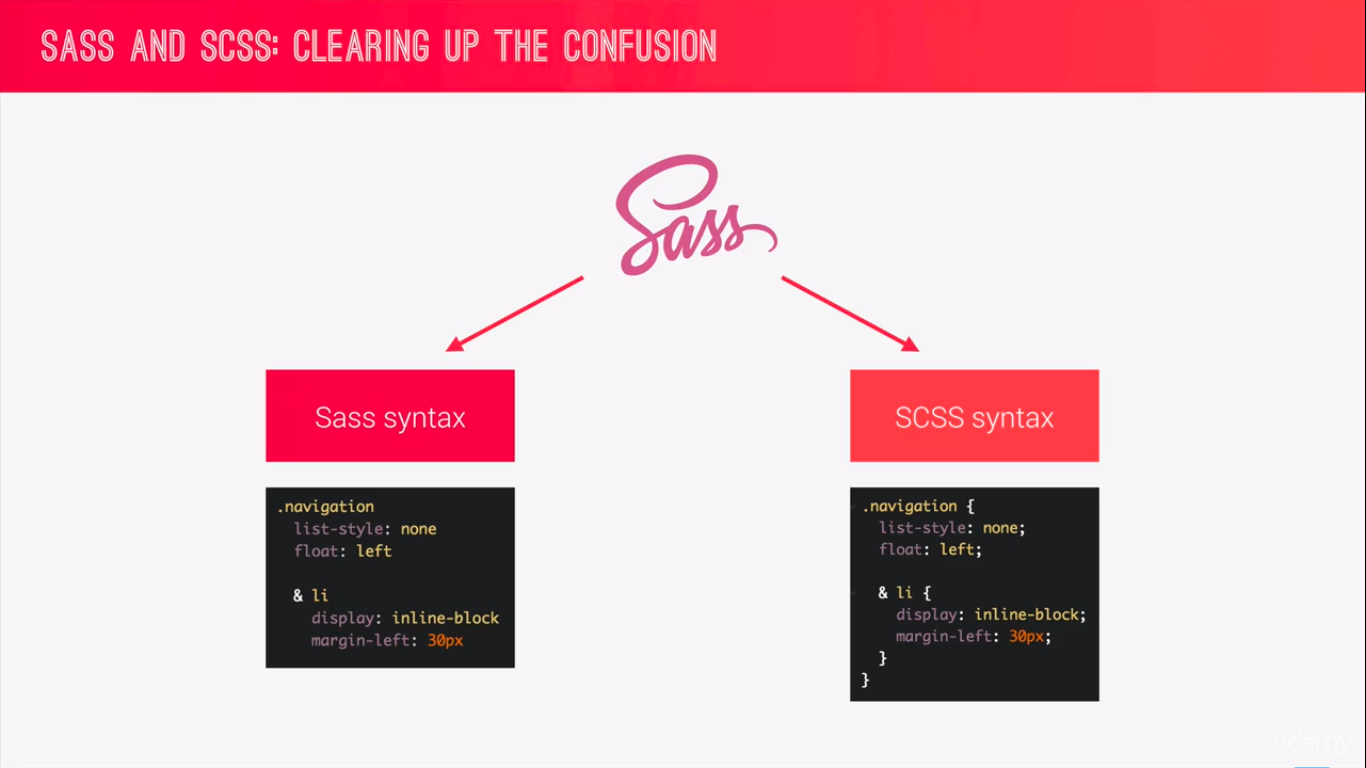 SASS AND SCSS: CLEARING UP THE CONFUSION
Sass
Sass syntax
.navigation
list-style: none
float: left
& li
display: inline-block
margin-left: 30px
SCSS syntax
.navigation {
list-style: none;
float: left;
& li {
display: inline-block;
margin-left: 30px;
}
}
udemy